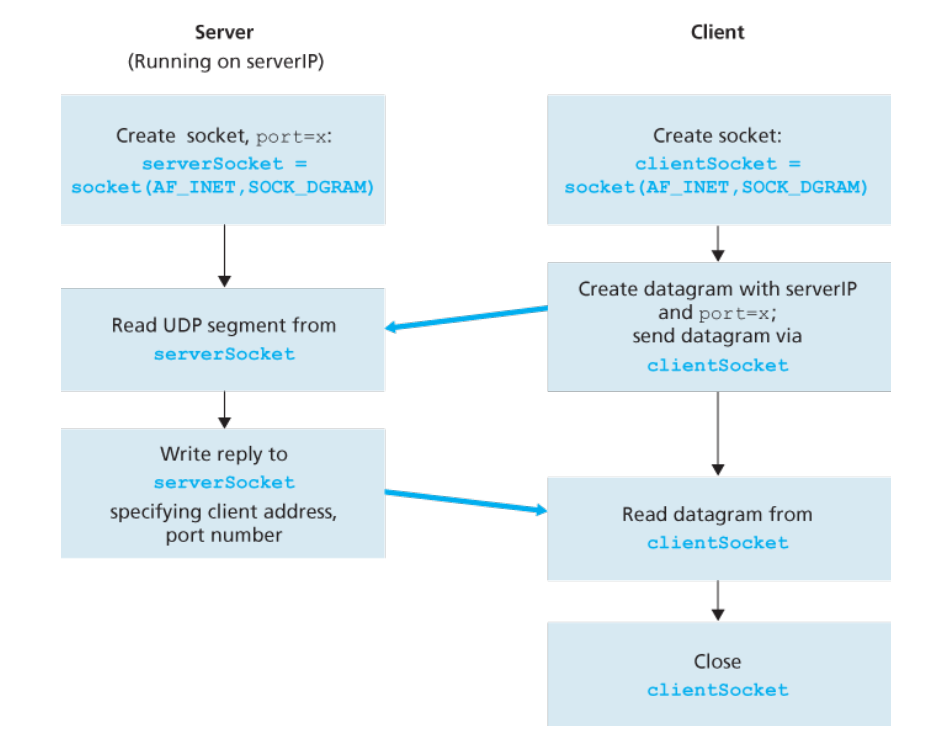 Server
(Running on serverIP)
Create socket, port=x:
serverSocket =
socket(AF_INET,SOCK_DGRAM)
Read UDP segment from
serverSocket
Write reply to
serverSocket
specifying client address,
port number
Client
Create socket:
clientSocket =
socket(AF_INET,SOCK_DGRAM)
Create datagram with serverIP
and port=x;
send datagram via
clientSocket
Read datagram from
clientSocket
Close
clientSocket